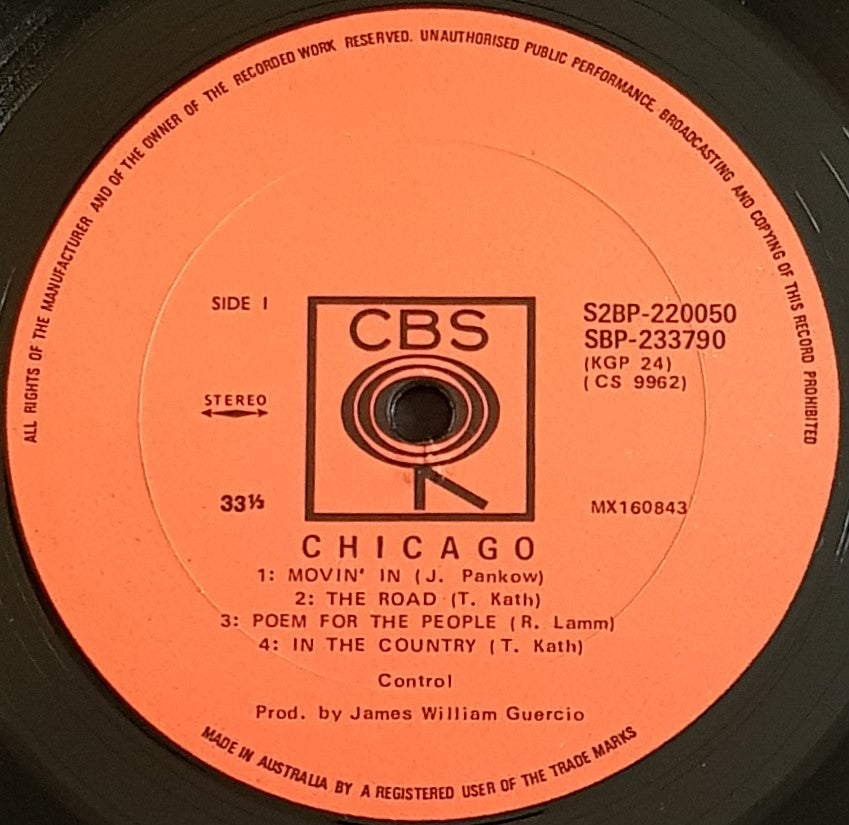 ALL RIGHTS OF THE MANUFACTURER AND OF THE OWNER OF THE RECORDED WORK RESERVED. UNAUTHORISED PUBLIC PERFORMANCE. BROADCASTING AND COPYING OF THIS RECORD PROHIBITED
SIDE I
CBS
S2BP-220050
SBP-233790
(KGP 24)
(CS 9962)
STEREO
33⅓
MX160843
CHICAGO
1: MOVIN' IN (J. Pankow)
2: THE ROAD (T. Kath)
3: POEM FOR THE PEOPLE (R. Lamm)
4: IN THE COUNTRY (T. Kath)
Control
Prod. by James William Guercio
MADE IN AUSTRALIA BY A REGISTERED USER OF THE TRADE MARKS